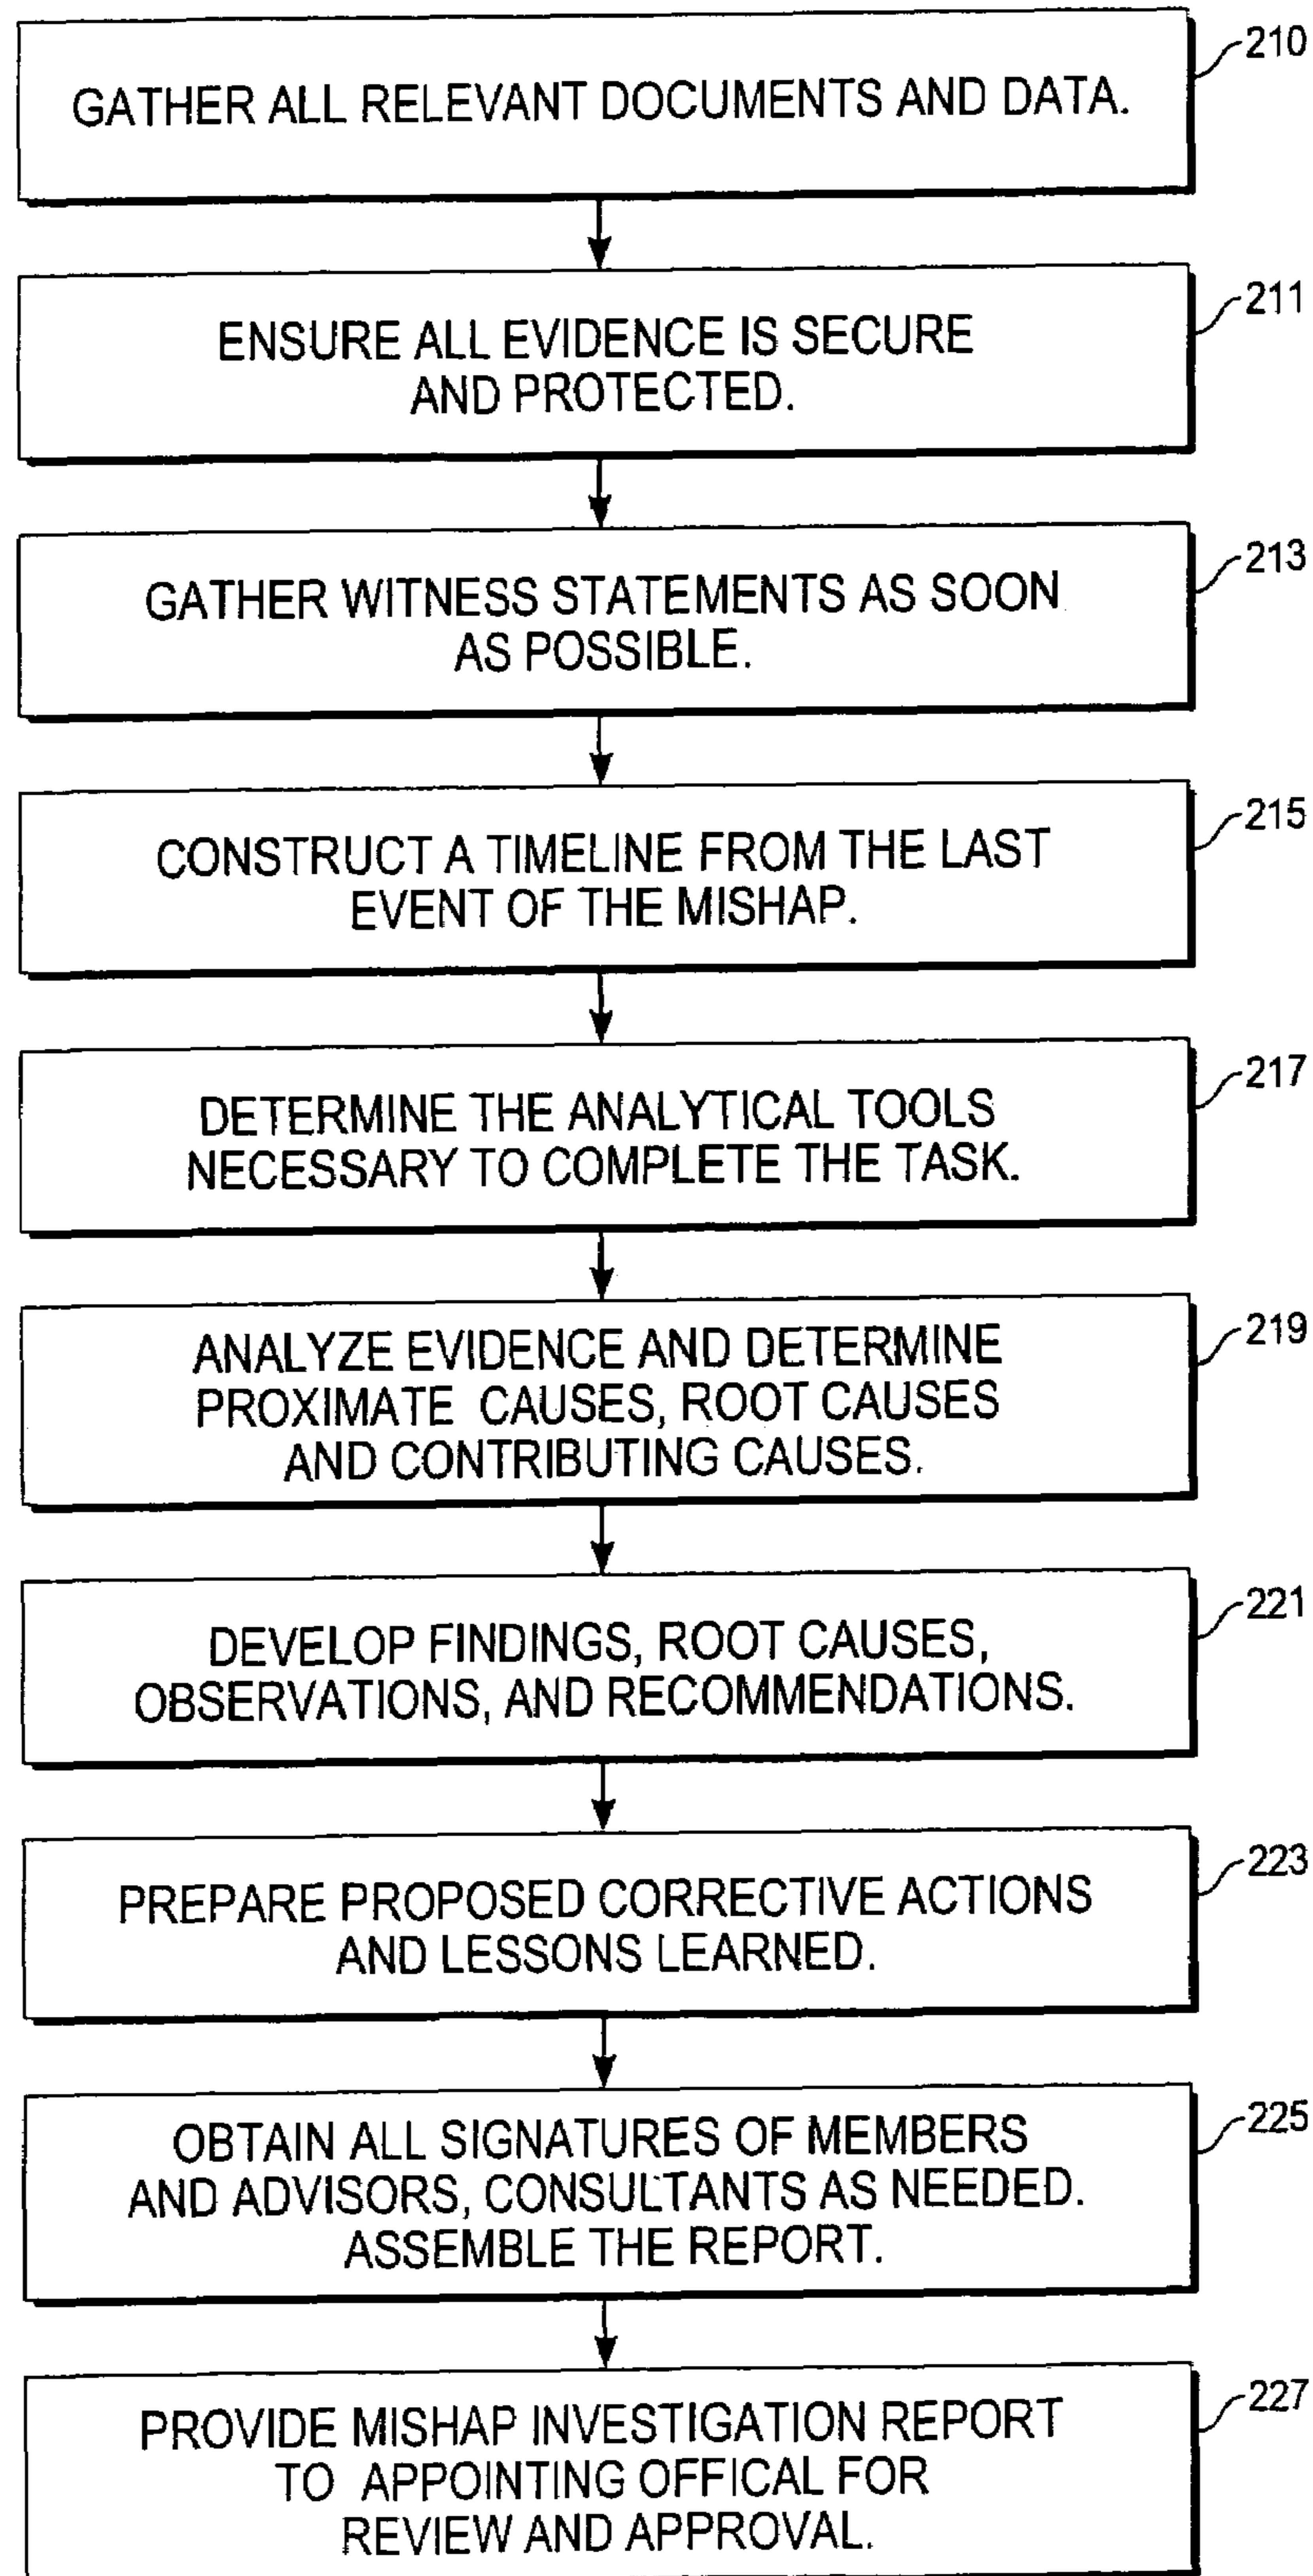 210
GATHER ALL RELEVANT DOCUMENTS AND DATA.
211
ENSURE ALL EVIDENCE IS SECURE
AND PROTECTED.
213
GATHER WITNESS STATEMENTS AS SOON
AS POSSIBLE.
215
CONSTRUCT A TIMELINE FROM THE LAST
EVENT OF THE MISHAP.
217
DETERMINE THE ANALYTICAL TOOLS
NECESSARY TO COMPLETE THE TASK.
219
ANALYZE EVIDENCE AND DETERMINE
PROXIMATE CAUSES, ROOT CAUSES
AND CONTRIBUTING CAUSES.
221
DEVELOP FINDINGS, ROOT CAUSES,
OBSERVATIONS, AND RECOMMENDATIONS.
223
PREPARE PROPOSED CORRECTIVE ACTIONS
AND LESSONS LEARNED.
225
OBTAIN ALL SIGNATURES OF MEMBERS
AND ADVISORS, CONSULTANTS AS NEEDED.
ASSEMBLE THE REPORT.
227
PROVIDE MISHAP INVESTIGATION REPORT
TO APPOINTING OFFICAL FOR
REVIEW AND APPROVAL.